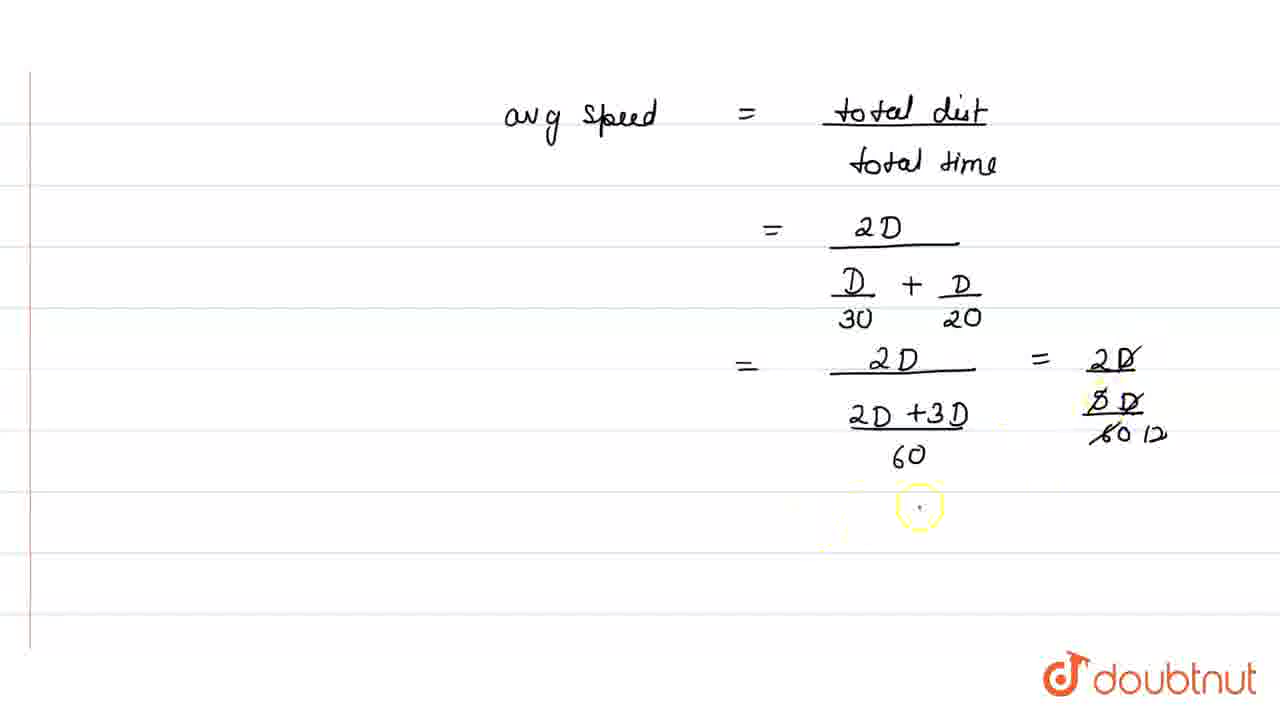 avg speed = total dist
total time
= 2D
D + D
30 20
= 2D = 2D
2D + 3D 5D
60 60 12
doubtnut